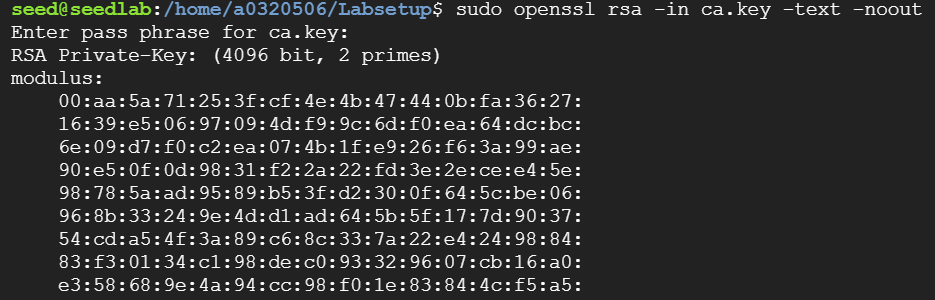 seed@seedlab:/home/a0320506/Labsetup$ sudo openssl rsa -in ca.key -text -noout
Enter pass phrase for ca.key:
RSA Private-Key: (4096 bit, 2 primes)
modulus:
    00:aa:5a:71:25:3f:cf:4e:4b:47:44:0b:fa:36:27:
    16:39:e5:06:97:09:4d:f9:9c:6d:f0:ea:64:dc:bc:
    6e:09:d7:f0:c2:ea:07:4b:1f:e9:26:f6:3a:99:ae:
    90:e5:0f:0d:98:31:f2:2a:22:fd:3e:2e:ce:e4:5e:
    98:78:5a:ad:95:89:b5:3f:d2:30:0f:64:5c:be:06:
    96:8b:33:24:9e:4d:d1:ad:64:5b:5f:17:7d:90:37:
    54:cd:a5:4f:3a:89:c6:8c:33:7a:22:e4:24:98:84:
    83:f3:01:34:c1:98:de:c0:93:32:96:07:cb:16:a0:
    e3:58:68:9e:4a:94:cc:98:f0:1e:83:84:4c:f5:a5: